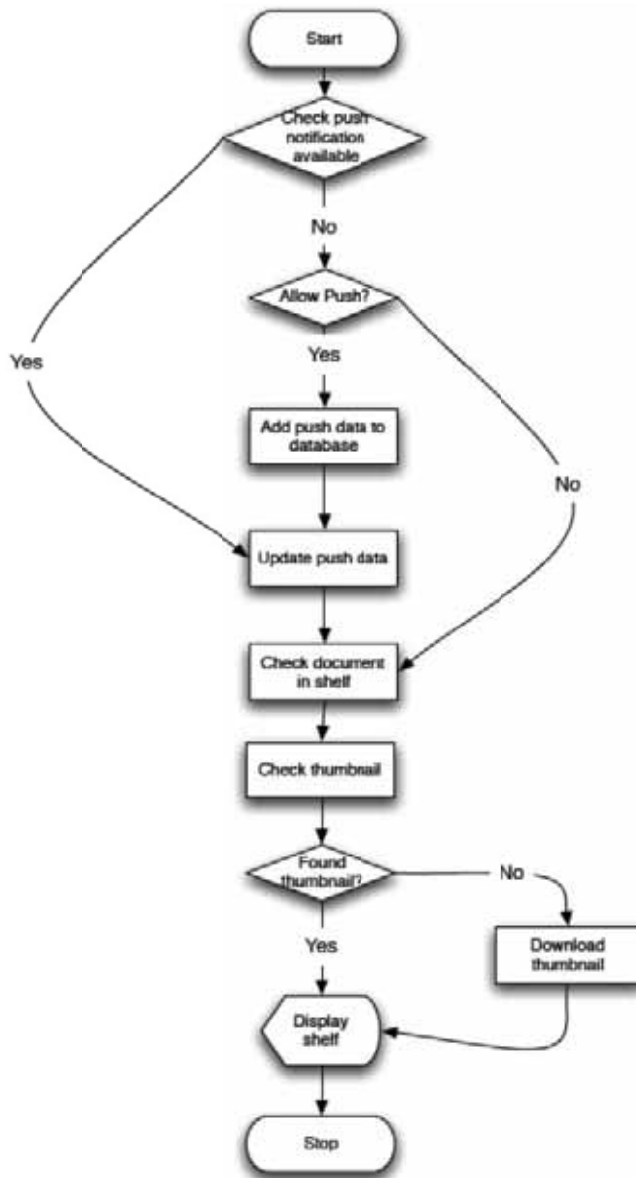 Start
Check push
notification
available
No
Allow Push?
Yes
Yes
Add push data to
database
No
Update push data
Check document
in shelf
Check thumbnail
Found
thumbnail?
No
Yes
Download
thumbnail
Display
shelf
Stop